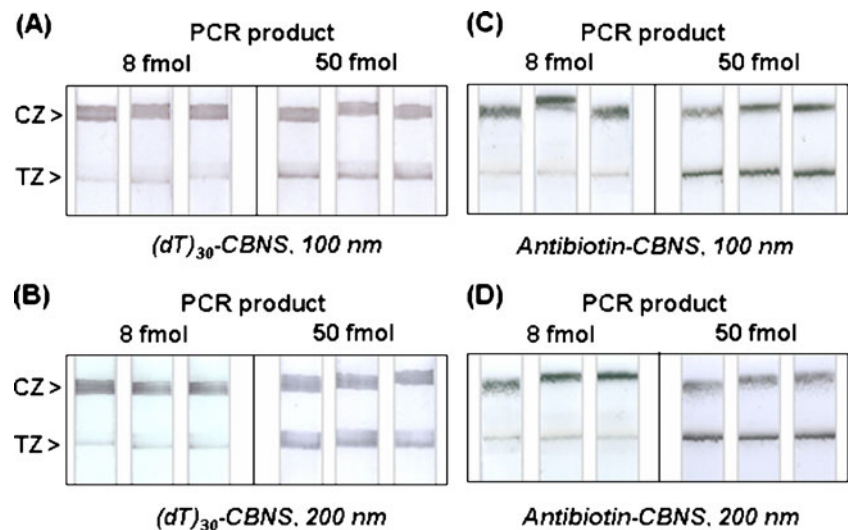 (A)
PCR product
8 fmol 50 fmol
CZ >
TZ >
(dT)30-CBNS, 100 nm
(C)
PCR product
8 fmol 50 fmol
Antibiotin-CBNS, 100 nm
(B)
PCR product
8 fmol 50 fmol
CZ >
TZ >
(dT)30-CBNS, 200 nm
(D)
PCR product
8 fmol 50 fmol
Antibiotin-CBNS, 200 nm